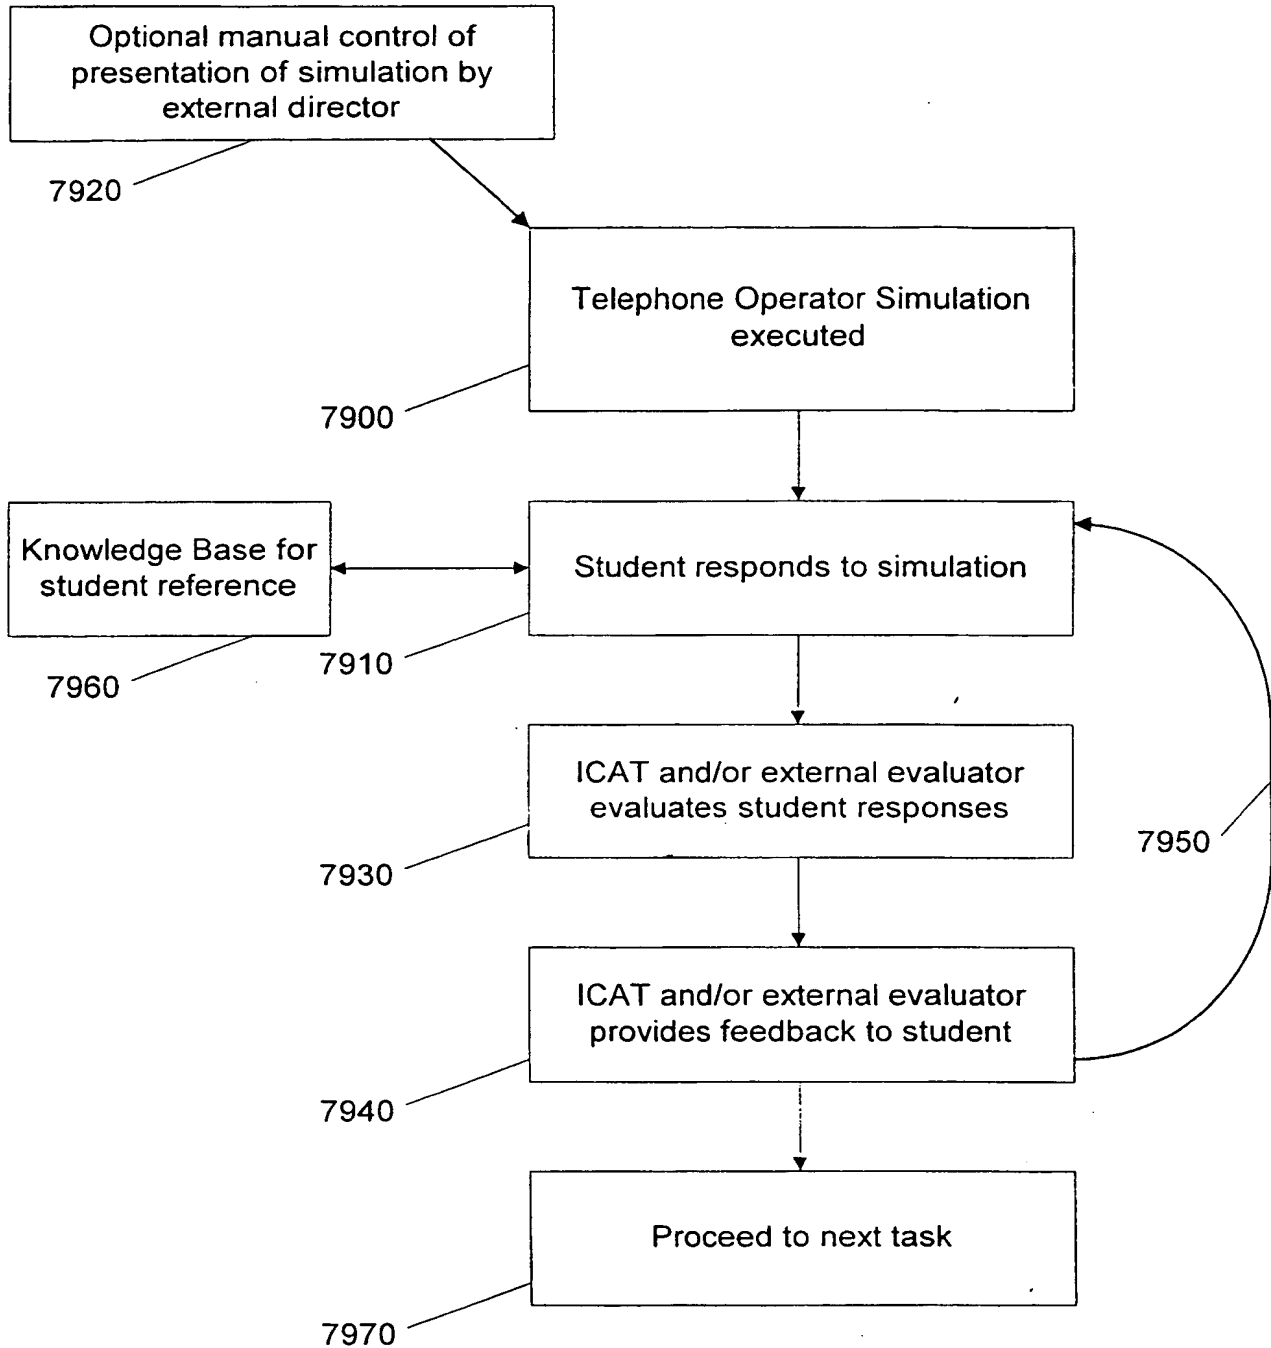 Optional manual control of
presentation of simulation by
external director
7920
Telephone Operator Simulation
executed
7900
Knowledge Base for
student reference
7960
Student responds to simulation
7910
ICAT and/or external evaluator
evaluates student responses
7930
7950
ICAT and/or external evaluator
provides feedback to student
7940
Proceed to next task
7970